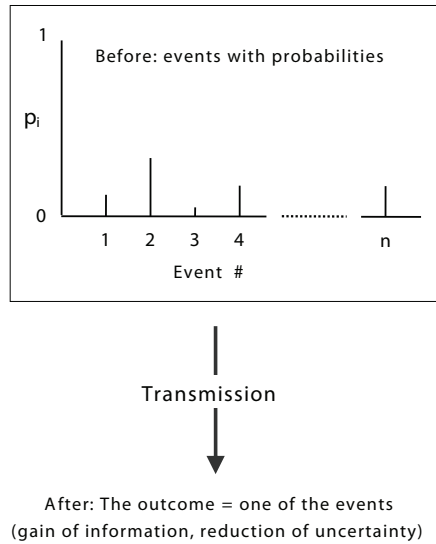 1
Before: events with probabilities
pi
0
1 2 3 4 n
Event #
Transmission
After: The outcome = one of the events
(gain of information, reduction of uncertainty)